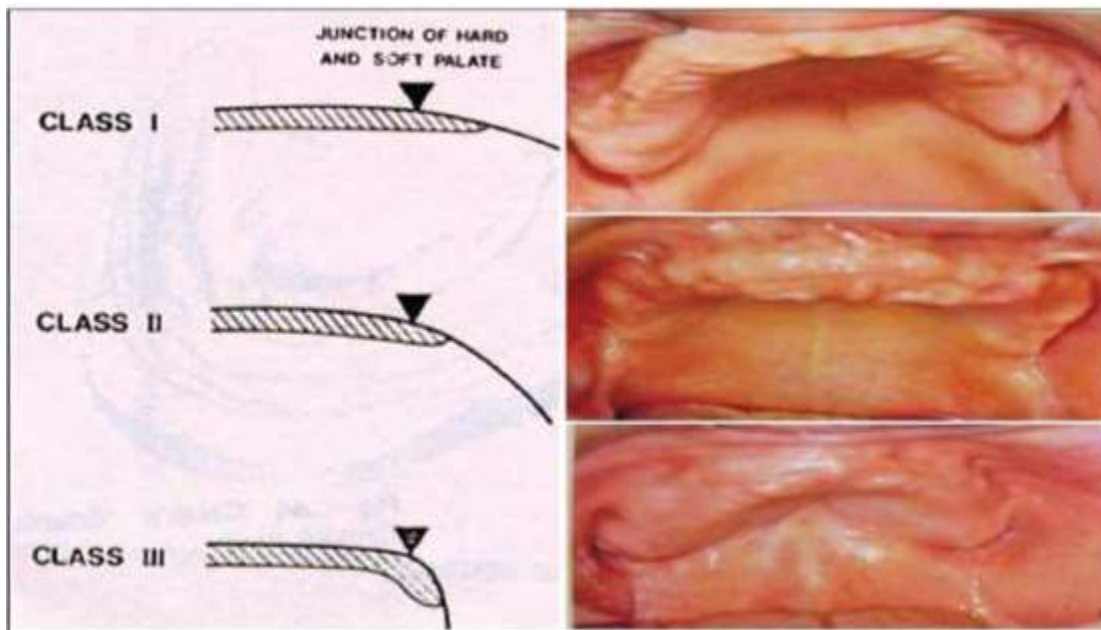 JUNCTION OF HARD
AND SOFT PALATE
CLASS I
CLASS II
CLASS III